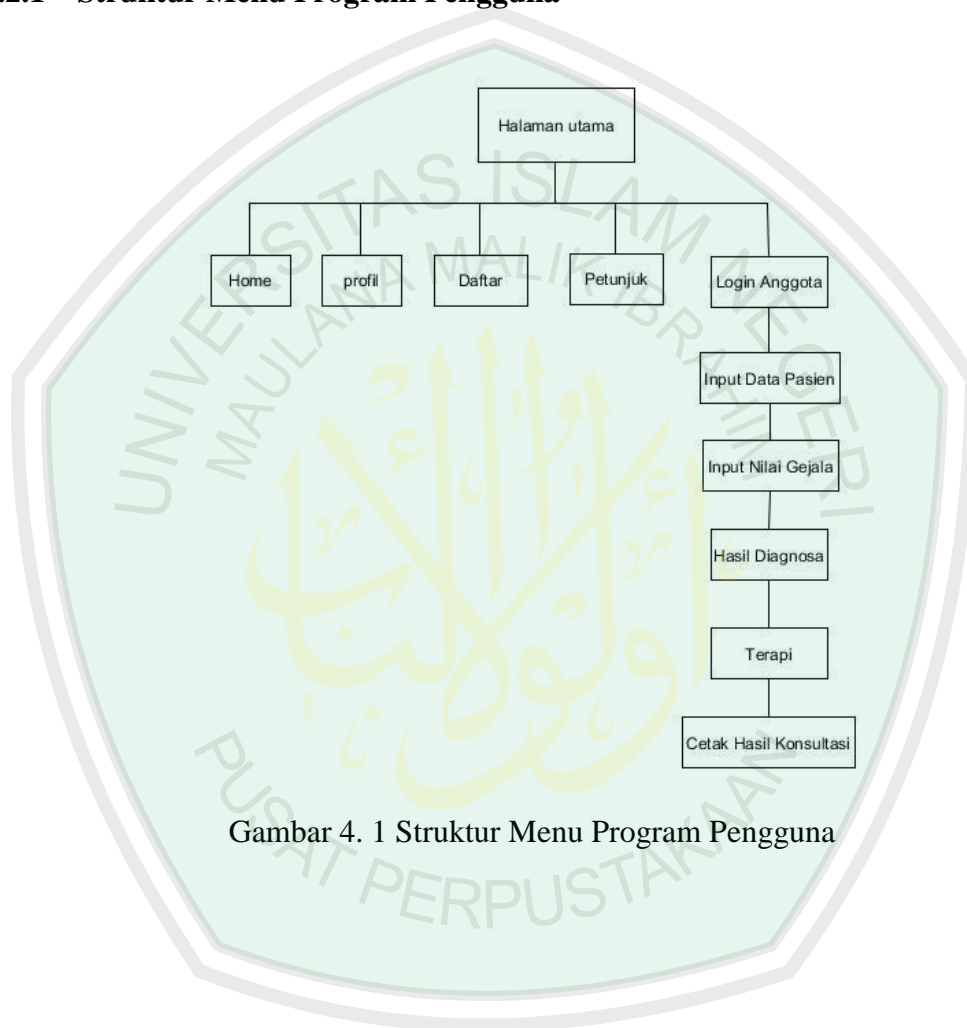 .2.1 Struktur Menu Program Pengguna
Halaman utama
Home
profil
Daftar
Petunjuk
Login Anggota
Input Data Pasien
Input Nilai Gejala
Hasil Diagnosa
Terapi
Cetak Hasil Konsultasi
Gambar 4. 1 Struktur Menu Program Pengguna
UNIVERSITAS ISLAM NEGERI
MAULANA MALIK IBRAHIM
PUSAT PERPUSTAKAAN